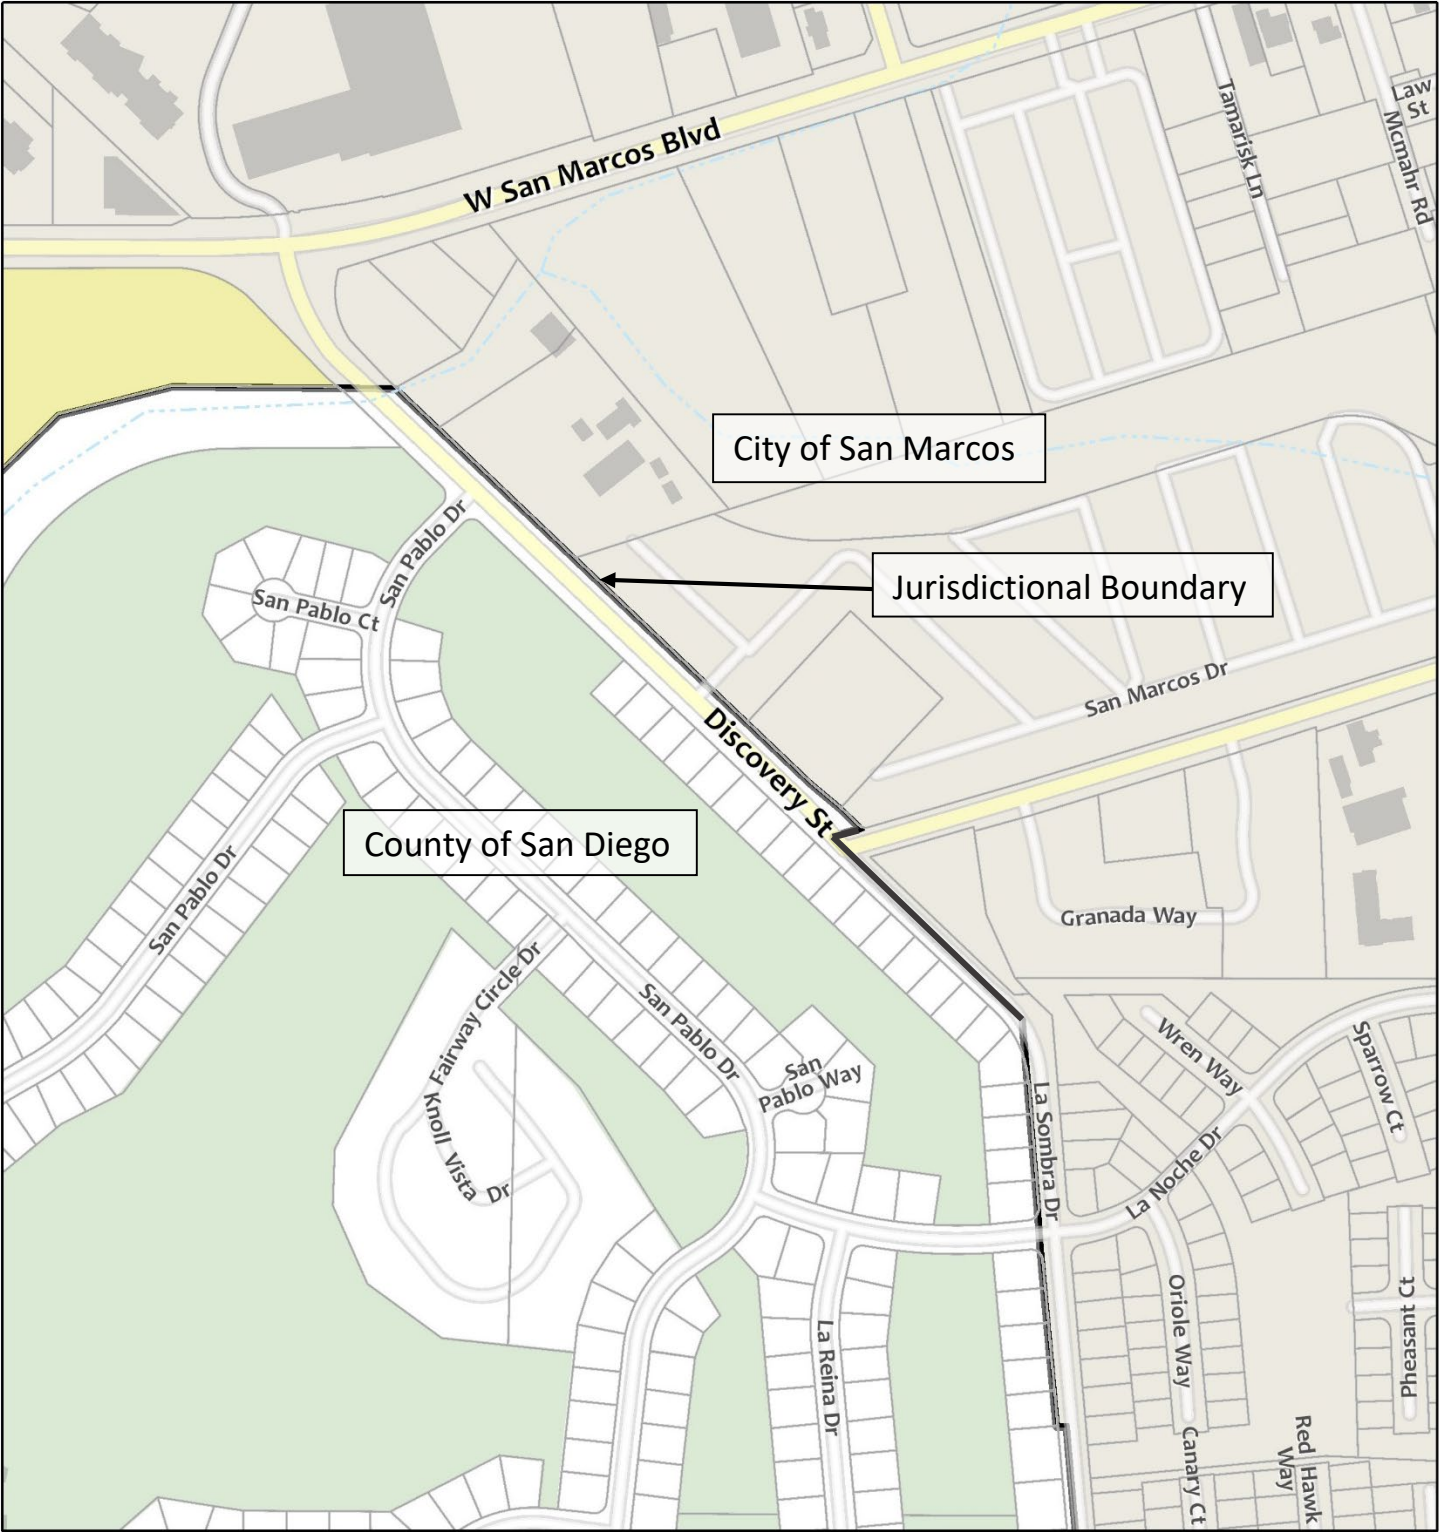 Law
St
Tamarisk Ln
Mcmahr Rd
W San Marcos Blvd
City of San Marcos
San Pablo Dr
Jurisdictional Boundary
San Pablo Ct
San Marcos Dr
Discovery St
County of San Diego
San Pablo Dr
Granada Way
Fairway Circle Dr
San Pablo Dr
Wren Way
Sparrow Ct
San
Pablo Way
La Sombra Dr
Knoll Vista Dr
La Noche Dr
Oriole Way
Pheasant Ct
La Reina Dr
Canary Ct
Red Hawk
Way